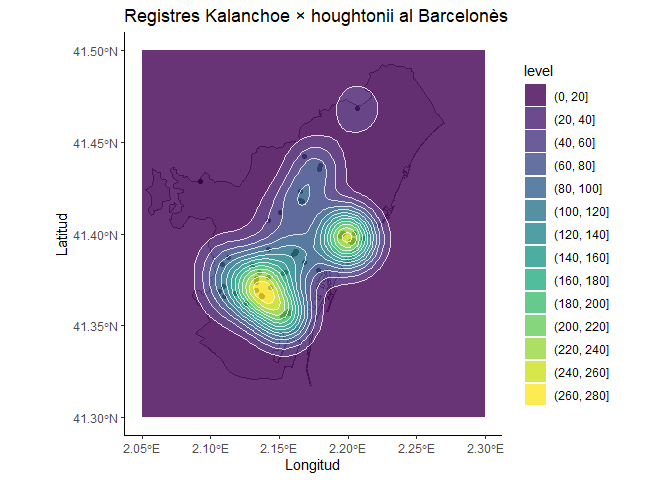 Registres Kalanchoe × houghtonii al Barcelonès
41.50°N
41.45°N
41.40°N
41.35°N
41.30°N
Latitud
2.05°E
2.10°E
2.15°E
2.20°E
2.25°E
2.30°E
Longitud
level
(0, 20]
(20, 40]
(40, 60]
(60, 80]
(80, 100]
(100, 120]
(120, 140]
(140, 160]
(160, 180]
(180, 200]
(200, 220]
(220, 240]
(240, 260]
(260, 280]